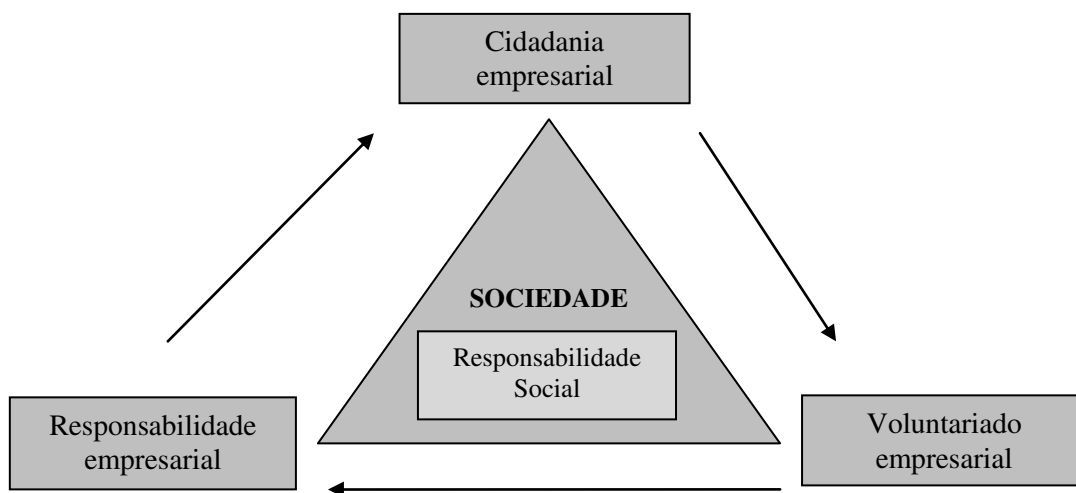 Cidadania
empresarial
SOCIEDADE
Responsabilidade
Social
Responsabilidade
empresarial
Voluntariado
empresarial